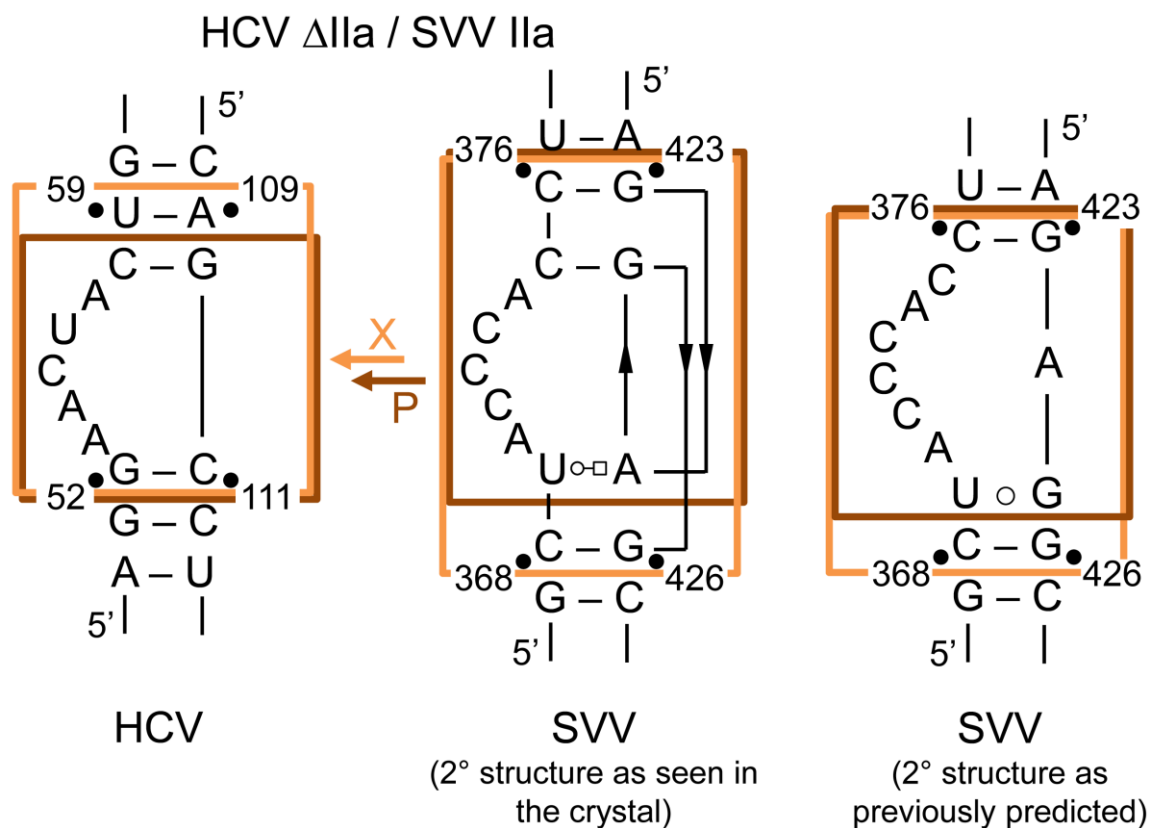 HCV ΔIIa / SVV IIa
5'
G – C
59 109
U – A
C – G
A
U
C
A
A
G – C
52 111
G – C
A – U
5'
HCV
X
P
5'
U – A
376 423
C – G
C – G
A
C
C
C
A
U A
C – G
368 426
G – C
5'
SVV
(2° structure as seen in
the crystal)
5'
U – A
376 423
C – G
C
A
C
C
C A
A
U G
C – G
368 426
G – C
5'
SVV
(2° structure as
previously predicted)